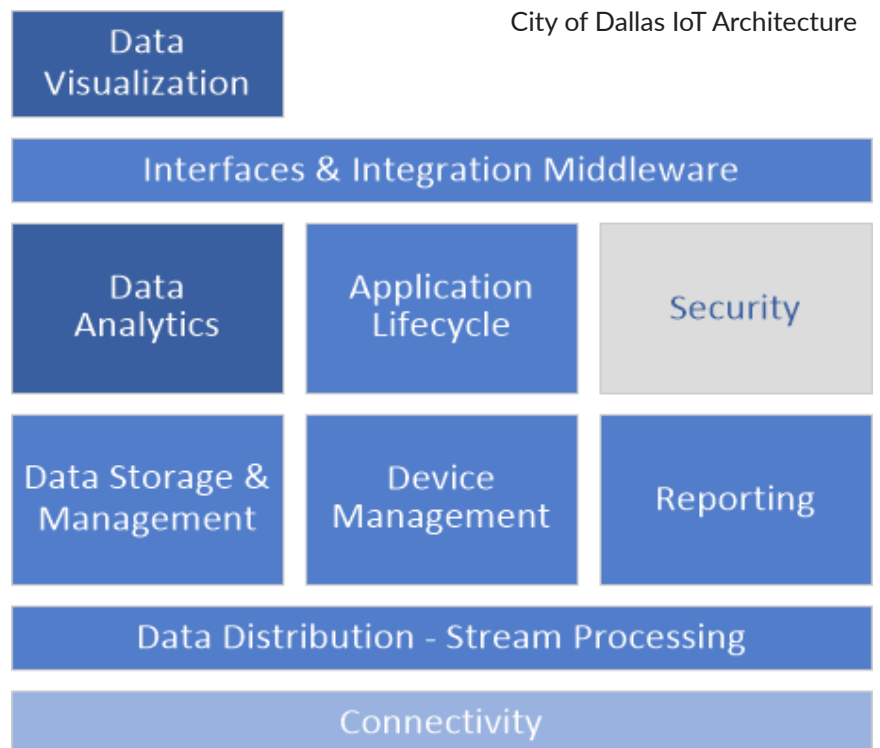 City of Dallas IoT Architecture
Data
Visualization
Interfaces & Integration Middleware
Data
Analytics
Application
Lifecycle
Security
Data Storage &
Management
Device
Management
Reporting
Data Distribution - Stream Processing
Connectivity